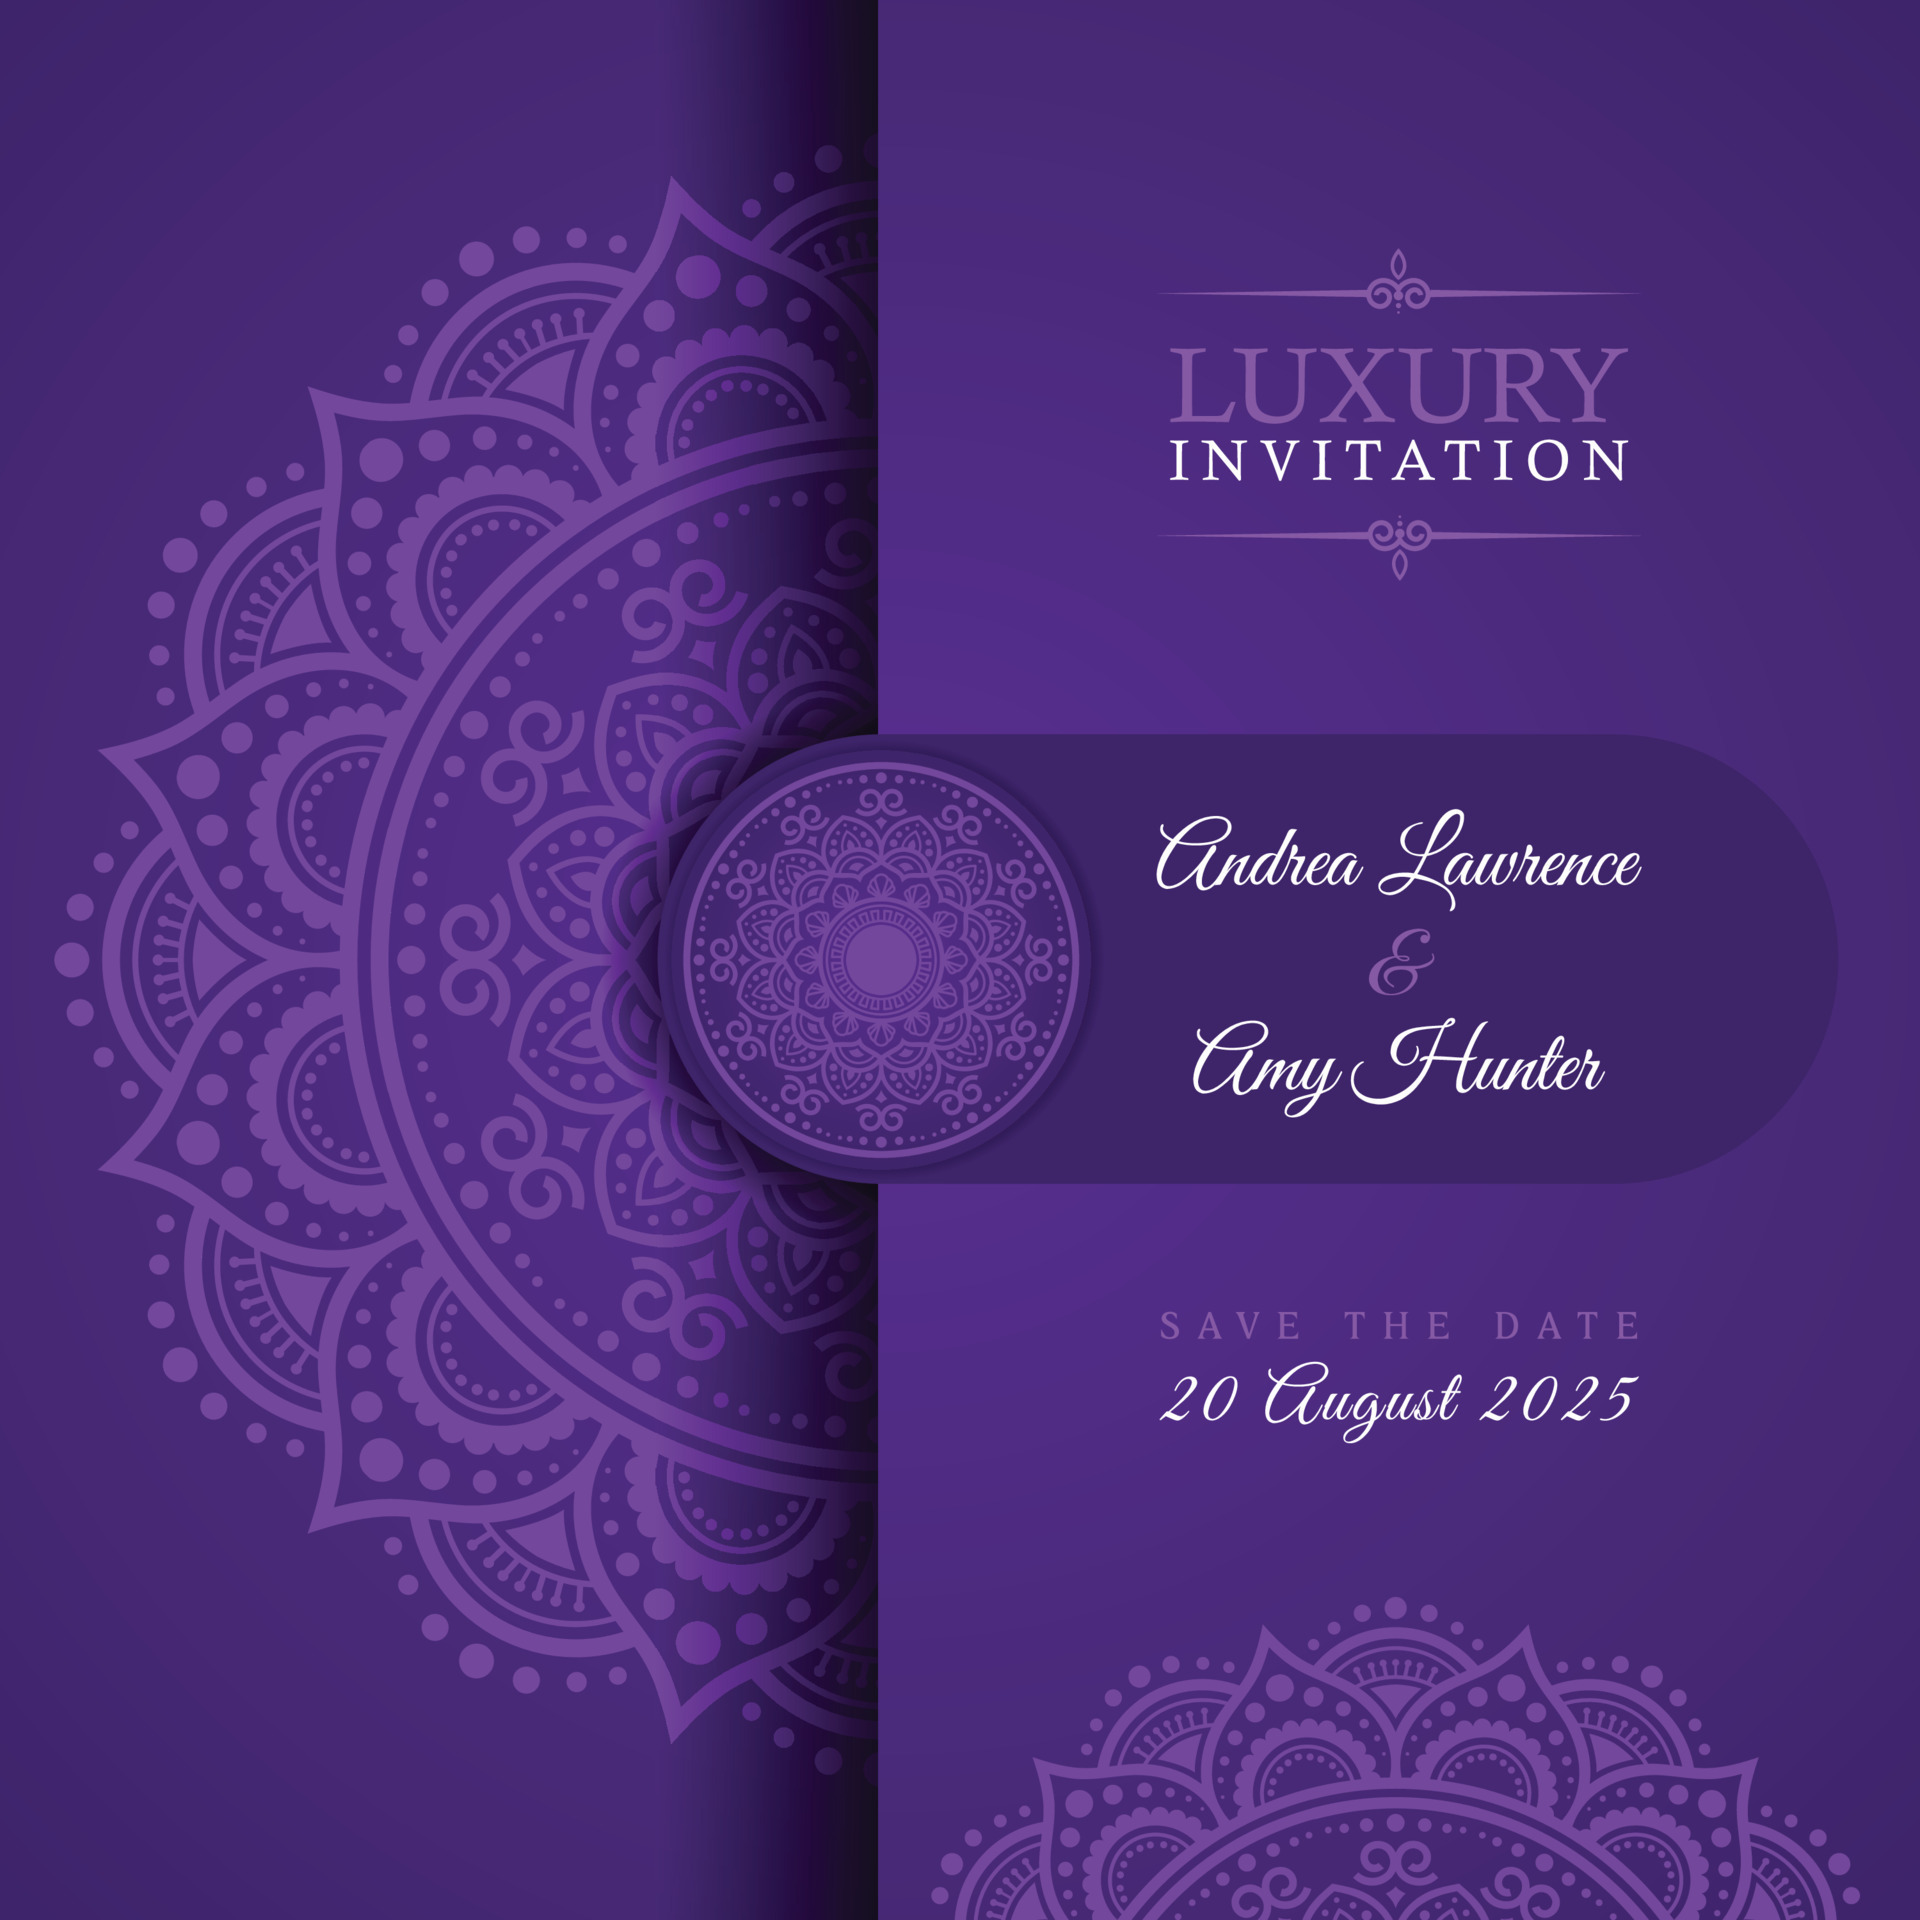 LUXURY
INVITATION
Andrea Lawrence
&
Amy Hunter
SAVE THE DATE
20 August 2025